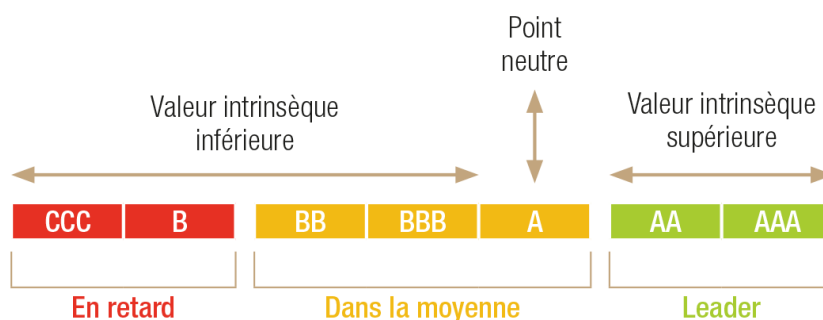 Point
neutre
Valeur intrinsèque
inférieure
Valeur intrinsèque
supérieure
CCC
B
BB
BBB
A
AA
AAA
En retard
Dans la moyenne
Leader